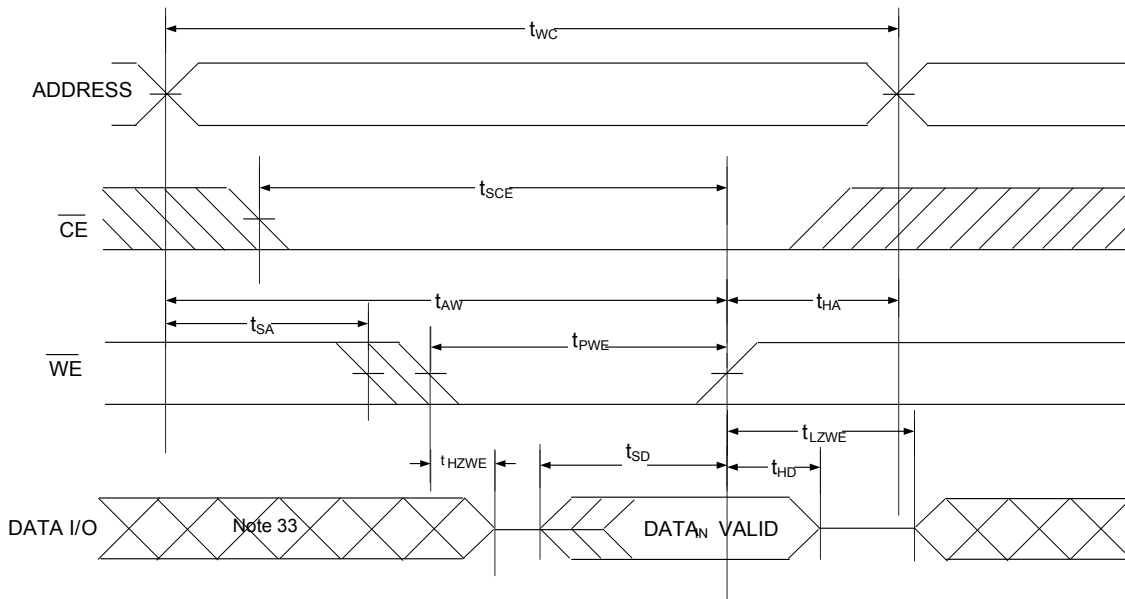 tWC
ADDRESS
tSCE
CE
tAW
tHA
tSA
tPWE
WE
tLZWE
tHZWE
tSD
tHD
DATA I/O
Note 33
DATAIN VALID